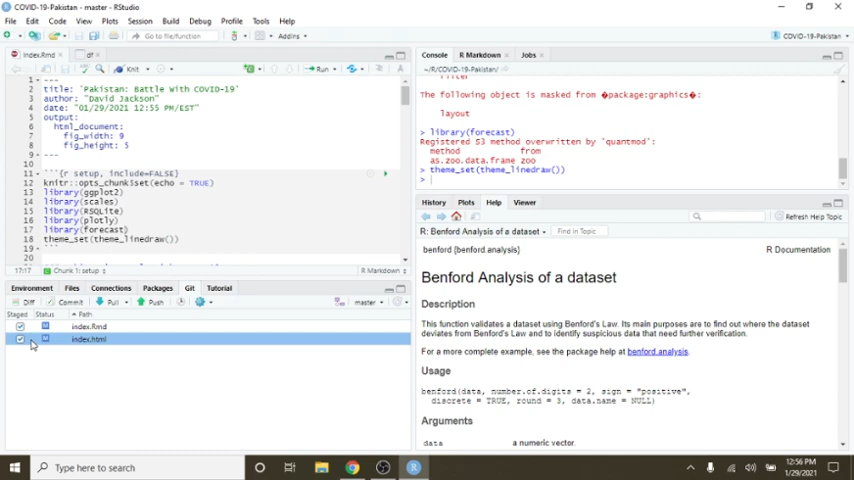 COVID-19-Pakistan - master - RStudio
File Edit Code View Plots Session Build Debug Profile Tools Help
Go to file/function
Addins
COVID-19-Pakistan
index.Rmd
df
Knit
Run
1 ---
2 title: 'Pakistan: Battle With COVID-19'
3 author: "David Jackson"
4 date: "01/29/2021 12:55 PM/EST"
5 output:
6 html_document:
7 fig_width: 9
8 fig_height: 5
9 ---
10
11 ```{r setup, include=FALSE}
12 knitr::opts_chunk$set(echo = TRUE)
13 library(ggplot2)
14 library(scales)
15 library(RSQLite)
16 library(plotly)
17 library(forecast)
18 theme_set(theme_linedraw())
19 ```
20
17:17 Chunk 1: setup R Markdown
Environment Files Connections Packages Git Tutorial
Diff Commit Pull Push master
Staged Status Path
M index.Rmd
M index.html
Console R Markdown Jobs
~/R/COVID-19-Pakistan/
filter
The following object is masked from �package:graphics�:
layout
> library(forecast)
Registered S3 method overwritten by 'quantmod':
method from
as.zoo.data.frame zoo
> theme_set(theme_linedraw())
>
History Plots Help Viewer
Refresh Help Topic
R: Benford Analysis of a dataset Find in Topic
benford {benford.analysis} R Documentation
Benford Analysis of a dataset
Description
This function validates a dataset using Benford's Law. Its main purposes are to find out where the dataset
deviates from Benford's Law and to identify suspicious data that need further verification.
For a more complete example, see the package help at benford.analysis.
Usage
benford(data, number.of.digits = 2, sign = "positive",
discrete = TRUE, round = 3, data.name = NULL)
Arguments
data a numeric vector.
Type here to search
12:56 PM
1/29/2021